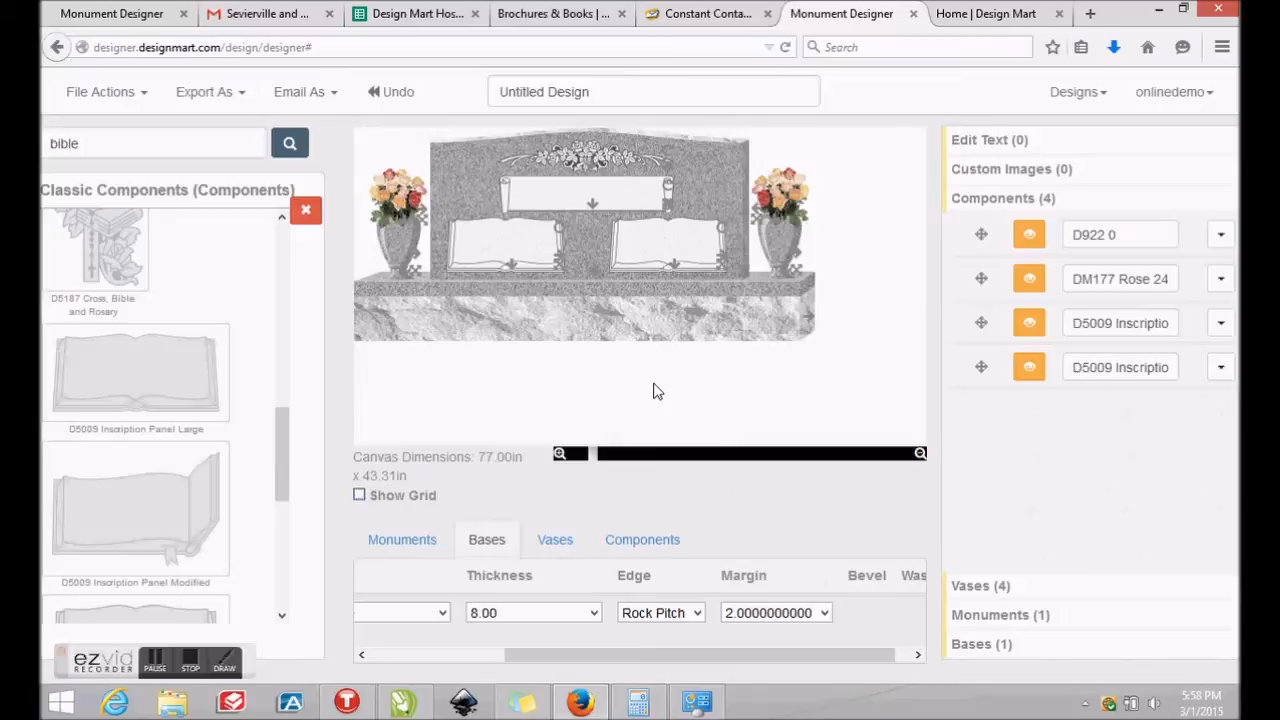 Monument Designer
Sevierville and ...
Design Mart Hos...
Brochures & Books | ...
Constant Conta...
Monument Designer
Home | Design Mart
designer.designmart.com/design/designer#
Search
File Actions
Export As
Email As
Undo
Untitled Design
Designs
onlinedemo
bible
Classic Components (Components)
D5187 Cross, Bible
and Rosary
D5009 Inscription Panel Large
D5009 Inscription Panel Modified
Canvas Dimensions: 77.00in
x 43.31in
Show Grid
Monuments
Bases
Vases
Components
Thickness
Edge
Margin
Bevel
Was
8.00
Rock Pitch
2.0000000000
Edit Text (0)
Custom Images (0)
Components (4)
D922 0
DM177 Rose 24
D5009 Inscriptio
D5009 Inscriptio
Vases (4)
Monuments (1)
Bases (1)
ezvid
RECORDER
PAUSE
STOP
DRAW
5:58 PM
3/1/2015